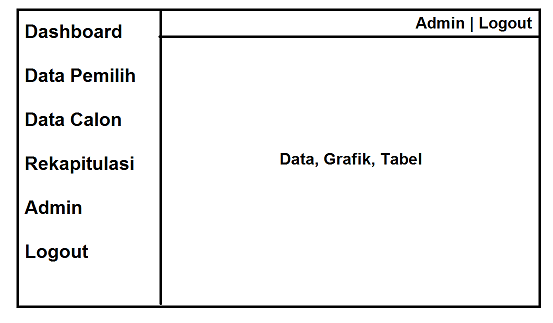 Dashboard
Data Pemilih
Data Calon
Rekapitulasi
Admin
Logout
Admin | Logout
Data, Grafik, Tabel